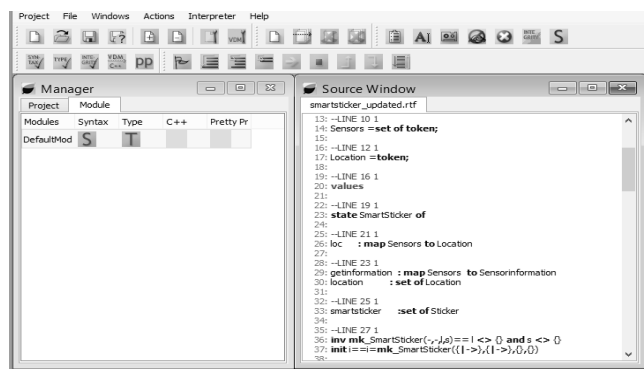 Project File Windows Actions Interpreter Help
Manager
Project Module
Modules Syntax Type C++ Pretty Pr
DefaultMod S T
Source Window
smartsticker_updated.rtf
13: --LINE 10 1
14: Sensors =set of token;
15:
16: --LINE 12 1
17: Location =token;
18:
19: --LINE 16 1
20: values
21:
22: --LINE 19 1
23: state SmartSticker of
24:
25: --LINE 21 1
26: loc : map Sensors to Location
27:
28: --LINE 23 1
29: getinformation : map Sensors to Sensorinformation
30: location : set of Location
31:
32: --LINE 25 1
33: smartsticker :set of Sticker
34:
35: --LINE 27 1
36: inv mk_SmartSticker(-,-,l,s)== l <> {} and s <> {}
37: init i==i=mk_SmartSticker({|->},{|->},{},{})
38: